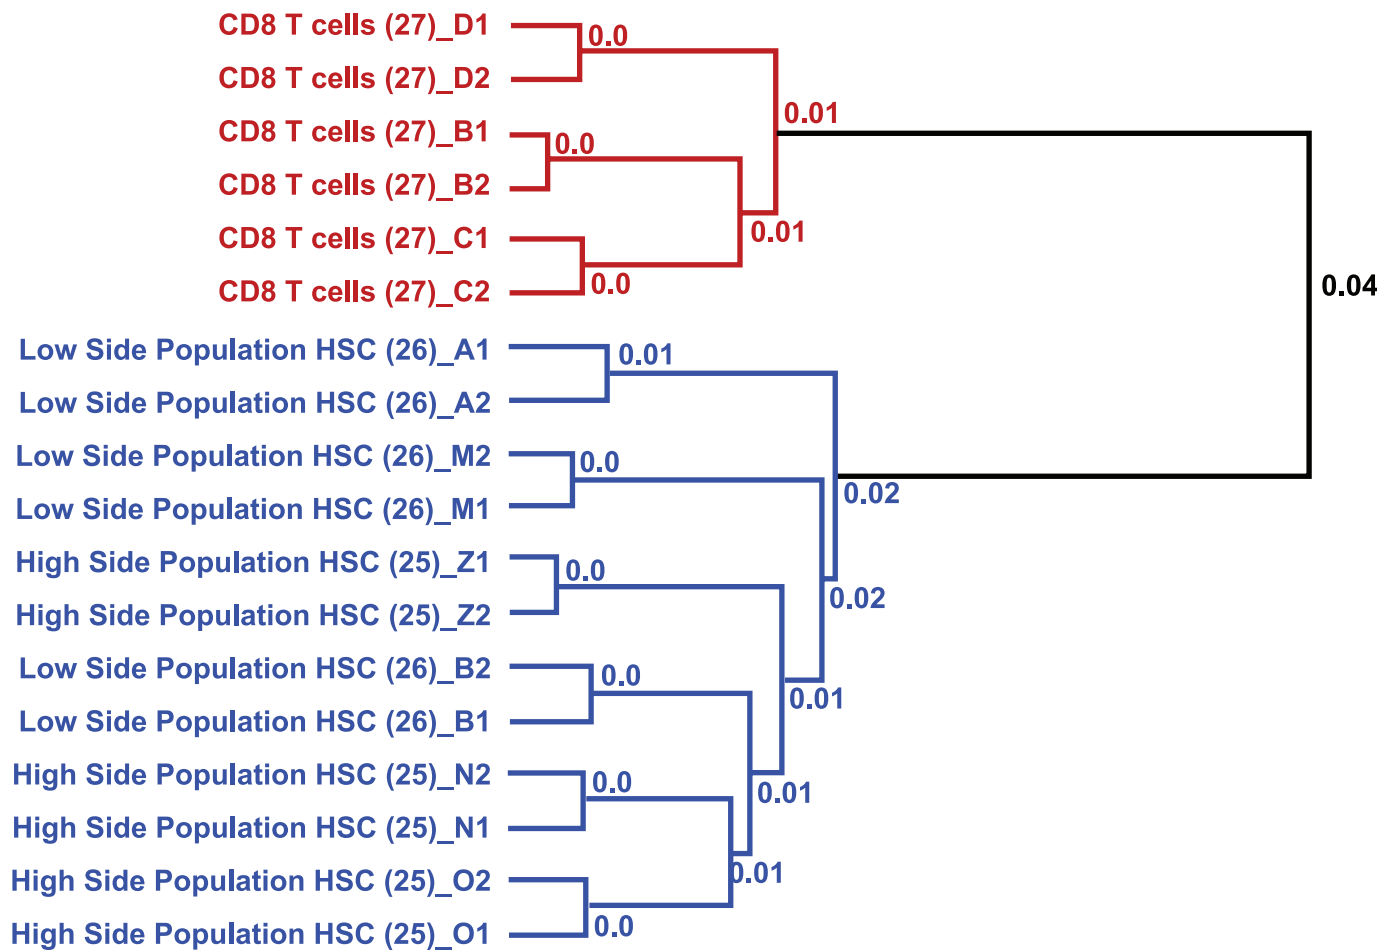 CD8 T cells (27)_D1
0.0
CD8 T cells (27)_D2
0.01
CD8 T cells (27)_B1
0.0
CD8 T cells (27)_B2
0.01
CD8 T cells (27)_C1
CD8 T cells (27)_C2
0.0
0.04
Low Side Population HSC (26)_A1
0.01
Low Side Population HSC (26)_A2
Low Side Population HSC (26)_M2
0.0
0.02
Low Side Population HSC (26)_M1
High Side Population HSC (25)_Z1
0.0
0.02
High Side Population HSC (25)_Z2
Low Side Population HSC (26)_B2
0.0
0.01
Low Side Population HSC (26)_B1
High Side Population HSC (25)_N2
0.0
0.01
High Side Population HSC (25)_N1
0.01
High Side Population HSC (25)_O2
0.0
High Side Population HSC (25)_O1